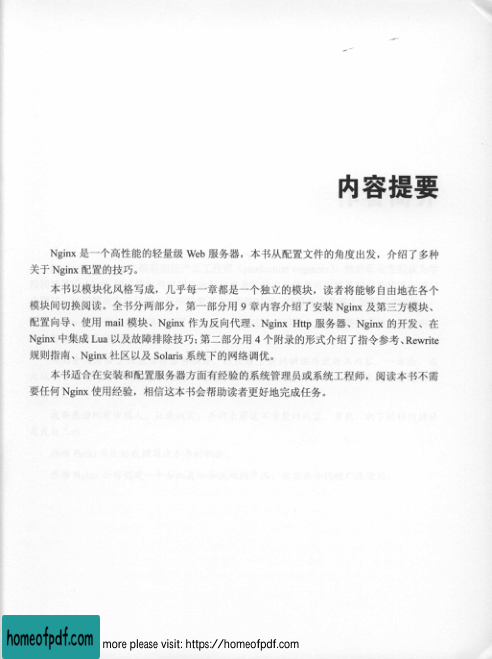 内容提要
Nginx 是一个高性能的轻量级 Web 服务器，本书从配置文件的角度出发，介绍了多种
关于 Nginx 配置的技巧。
本书以模块化风格写成，几乎每一章都是一个独立的模块，读者将能够自由地在各个
模块间切换阅读。全书分两部分，第一部分用 9 章内容介绍了安装 Nginx 及第三方模块、
配置向导、使用 mail 模块、Nginx 作为反向代理、Nginx Http 服务器、Nginx 的开发、在
Nginx 中集成 Lua 以及故障排除技巧；第二部分用 4 个附录的形式介绍了指令参考、Rewrite
规则指南、Nginx 社区以及 Solaris 系统下的网络调优。
本书适合在安装和配置服务器方面有经验的系统管理员或系统工程师，阅读本书不需
要任何 Nginx 使用经验，相信本书会帮助读者更好地完成任务。
homeofpdf.com
more please visit: https://homeofpdf.com